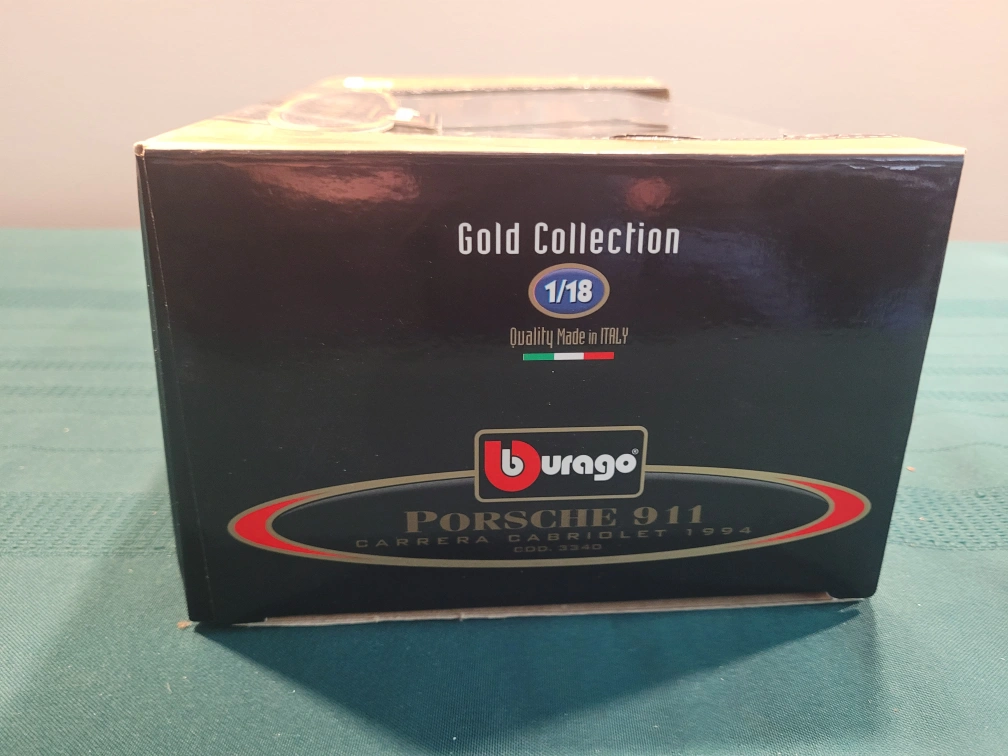 Gold Collection
1/18
Quality Made in ITALY
burago®
PORSCHE 911
CARRERA CABRIOLET 1994
COD. 3340